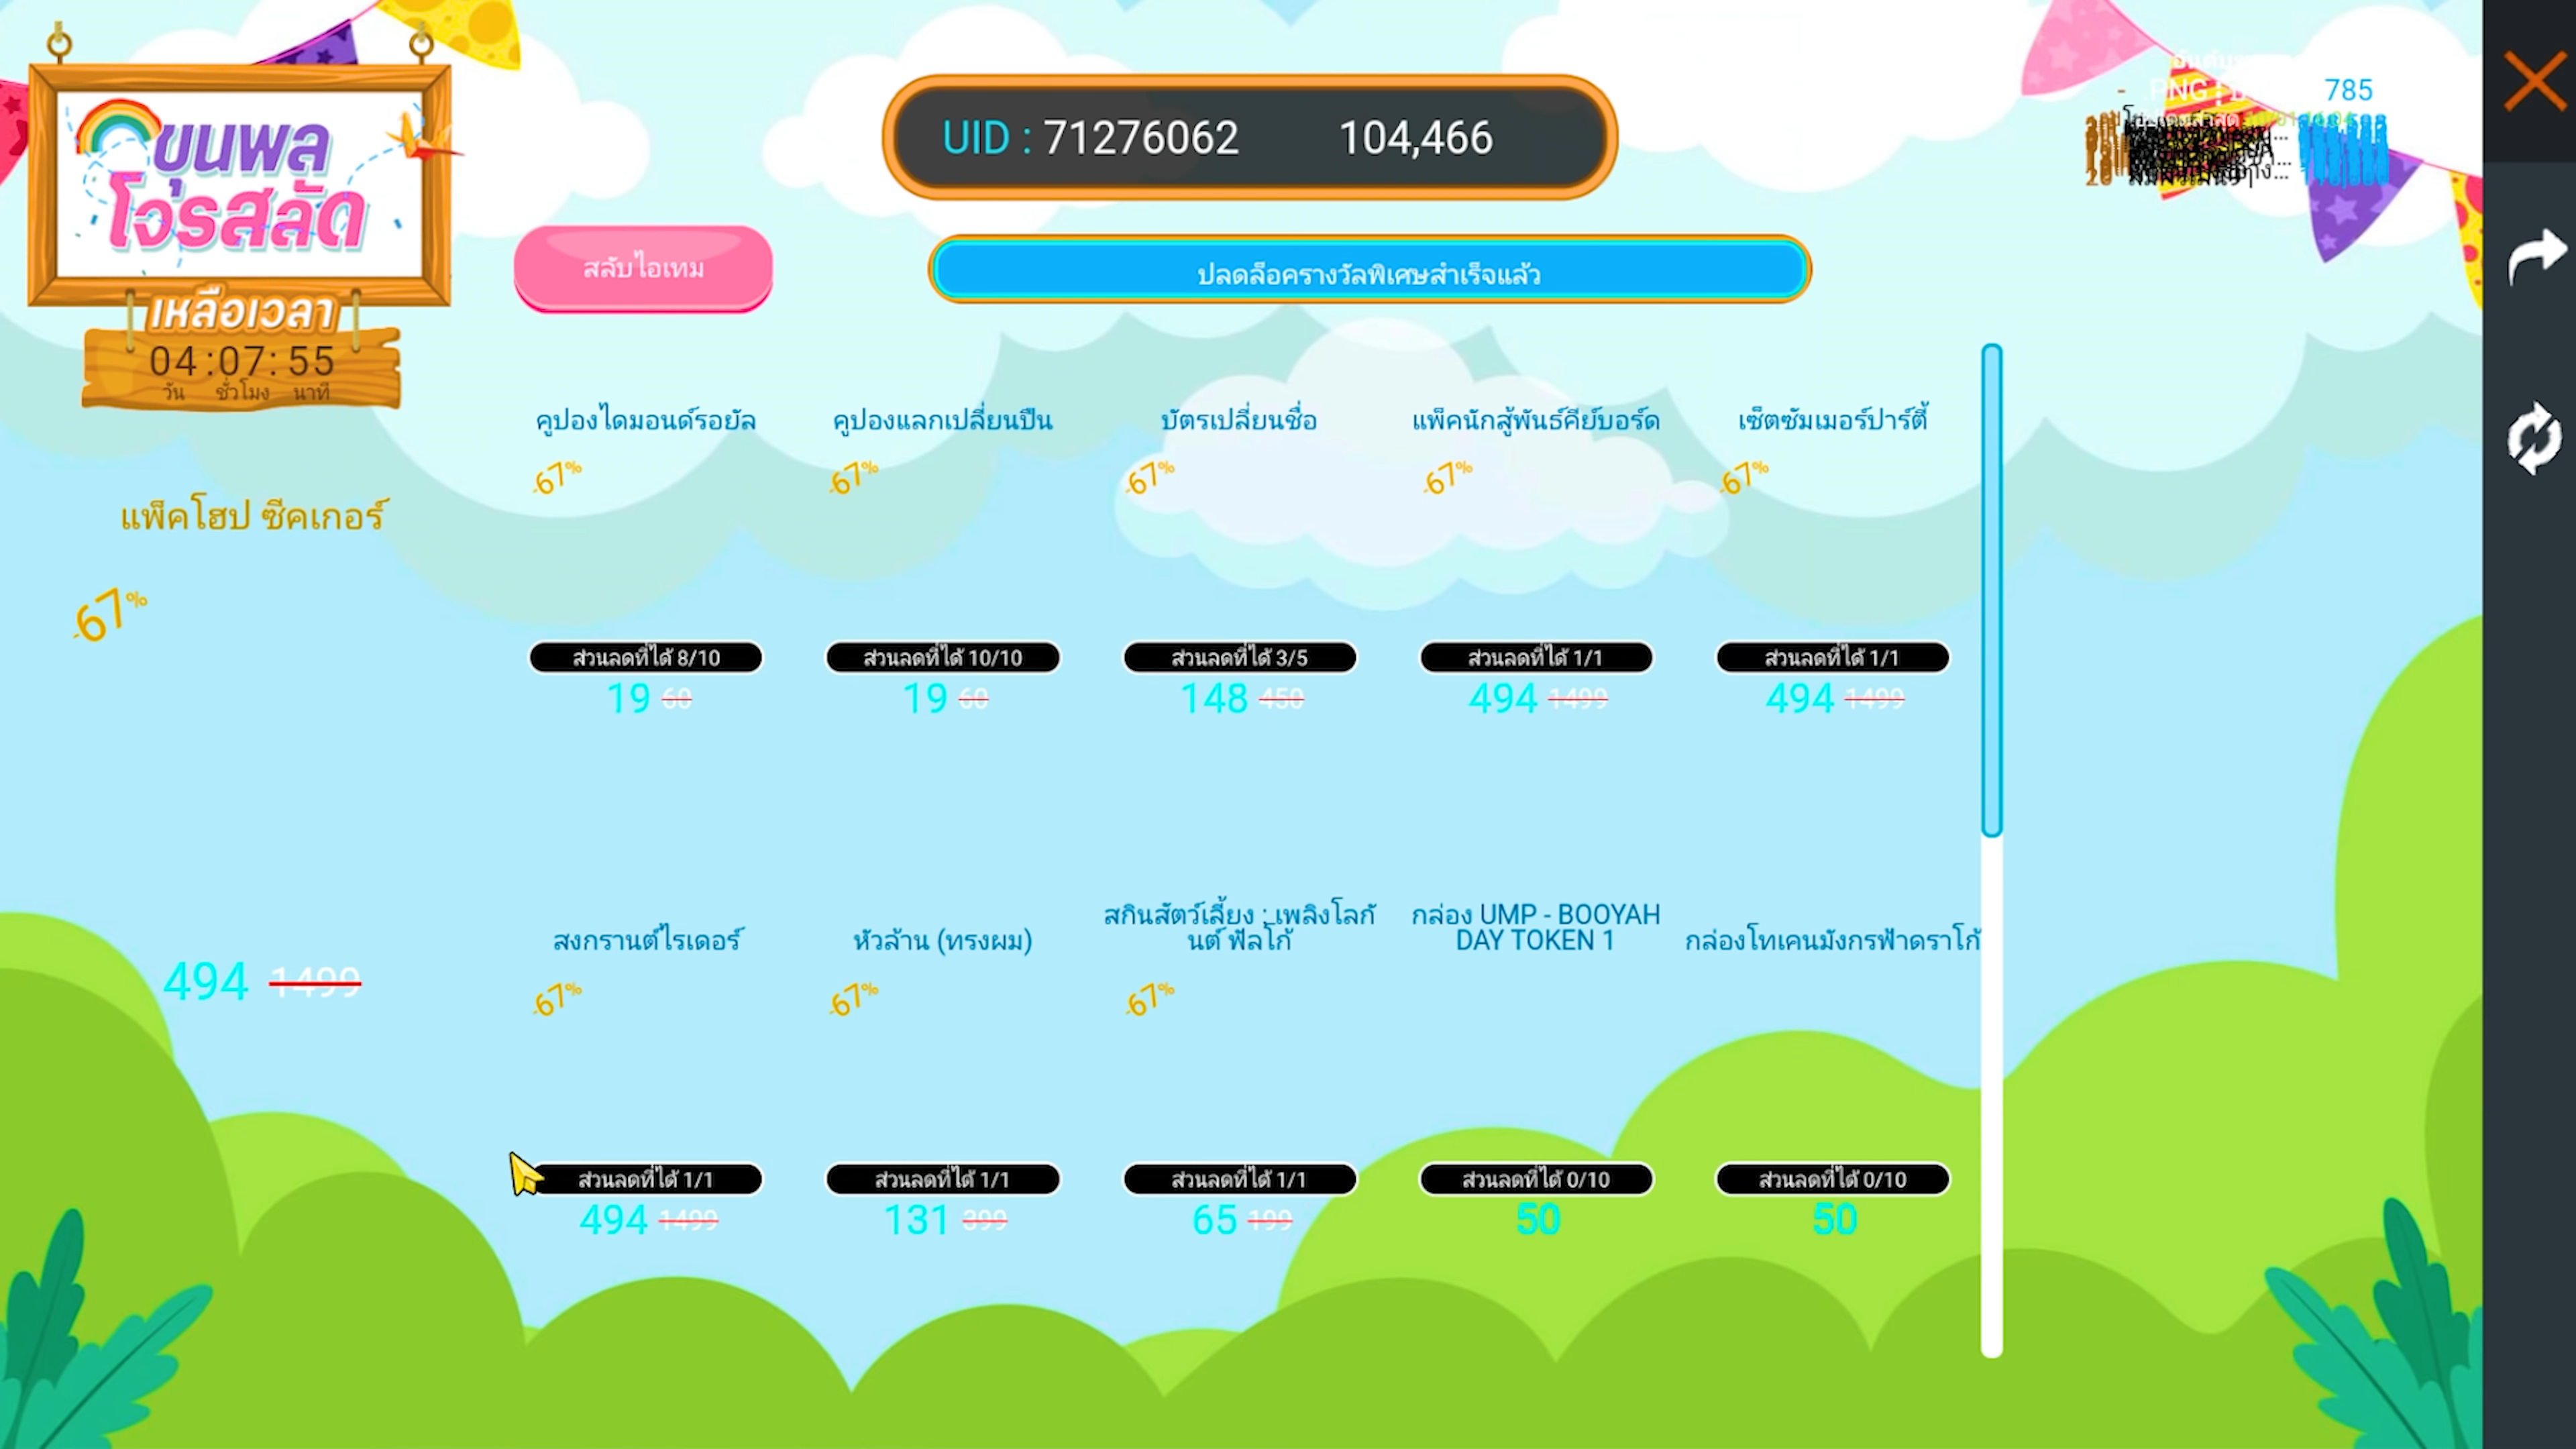 ขุนพล
โจรสลัด
เหลือเวลา
04:07:55
วัน ชั่วโมง นาที
UID : 71276062 104,466
785
สลับไอเทม
ปลดล็อครางวัลพิเศษสำเร็จแล้ว
แพ็คโฮป ซีคเกอร์
-67%
494 1499
คูปองไดมอนด์รอยัล
-67%
ส่วนลดที่ได้ 8/10
19 60
คูปองแลกเปลี่ยนปืน
-67%
ส่วนลดที่ได้ 10/10
19 60
บัตรเปลี่ยนชื่อ
-67%
ส่วนลดที่ได้ 3/5
148 450
แพ็คนักสู้พันธ์คีย์บอร์ด
-67%
ส่วนลดที่ได้ 1/1
494 1499
เซ็ตซัมเมอร์ปาร์ตี้
-67%
ส่วนลดที่ได้ 1/1
494 1499
สงกรานต์ไรเดอร์
-67%
ส่วนลดที่ได้ 1/1
494 1499
หัวล้าน (ทรงผม)
-67%
ส่วนลดที่ได้ 1/1
131 399
สกินสัตว์เลี้ยง : เพลิงโลกั
นต์ ฟัลโก้
-67%
ส่วนลดที่ได้ 1/1
65 199
กล่อง UMP - BOOYAH
DAY TOKEN 1
ส่วนลดที่ได้ 0/10
50
กล่องโทเคนมังกรฟ้าดราโก้
ส่วนลดที่ได้ 0/10
50